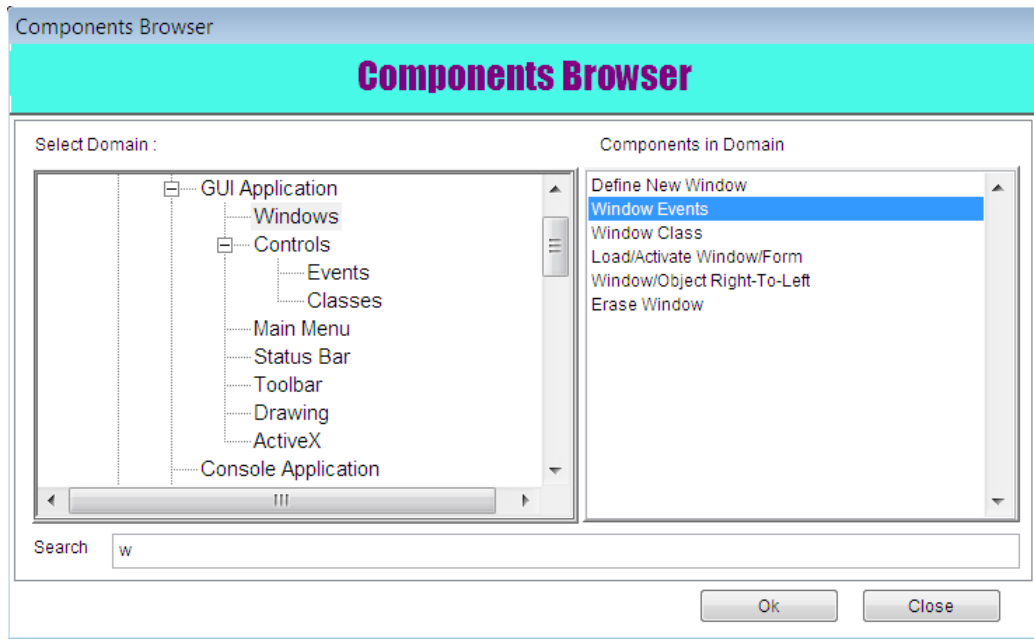 Components Browser
Components Browser
Select Domain :
GUI Application
Windows
Controls
Events
Classes
Main Menu
Status Bar
Toolbar
Drawing
ActiveX
Console Application
Components in Domain
Define New Window
Window Events
Window Class
Load/Activate Window/Form
Window/Object Right-To-Left
Erase Window
Search w
Ok Close